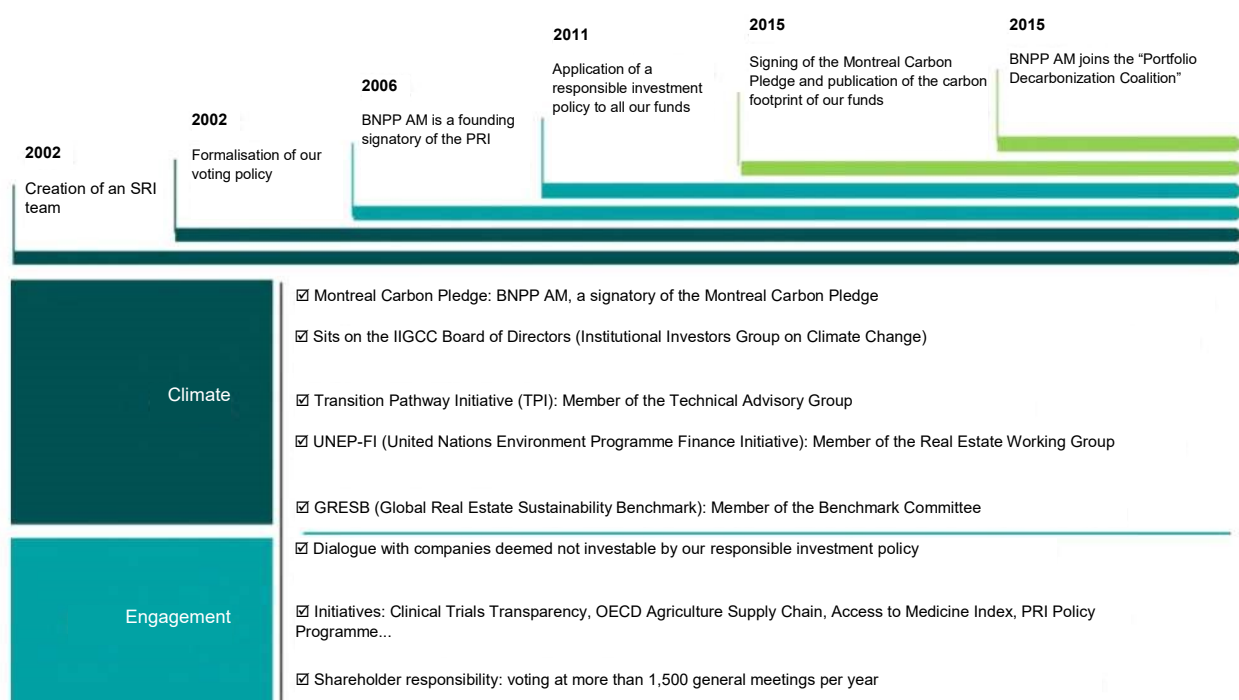 2002
Creation of an SRI
team
2002
Formalisation of our
voting policy
2006
BNPP AM is a founding
signatory of the PRI
2011
Application of a
responsible investment
policy to all our funds
2015
Signing of the Montreal Carbon
Pledge and publication of the carbon
footprint of our funds
2015
BNPP AM joins the “Portfolio
Decarbonization Coalition”
Climate
☑ Montreal Carbon Pledge: BNPP AM, a signatory of the Montreal Carbon Pledge
☑ Sits on the IIGCC Board of Directors (Institutional Investors Group on Climate Change)
☑ Transition Pathway Initiative (TPI): Member of the Technical Advisory Group
☑ UNEP-FI (United Nations Environment Programme Finance Initiative): Member of the Real Estate Working Group
☑ GRESB (Global Real Estate Sustainability Benchmark): Member of the Benchmark Committee
Engagement
☑ Dialogue with companies deemed not investable by our responsible investment policy
☑ Initiatives: Clinical Trials Transparency, OECD Agriculture Supply Chain, Access to Medicine Index, PRI Policy
Programme...
☑ Shareholder responsibility: voting at more than 1,500 general meetings per year